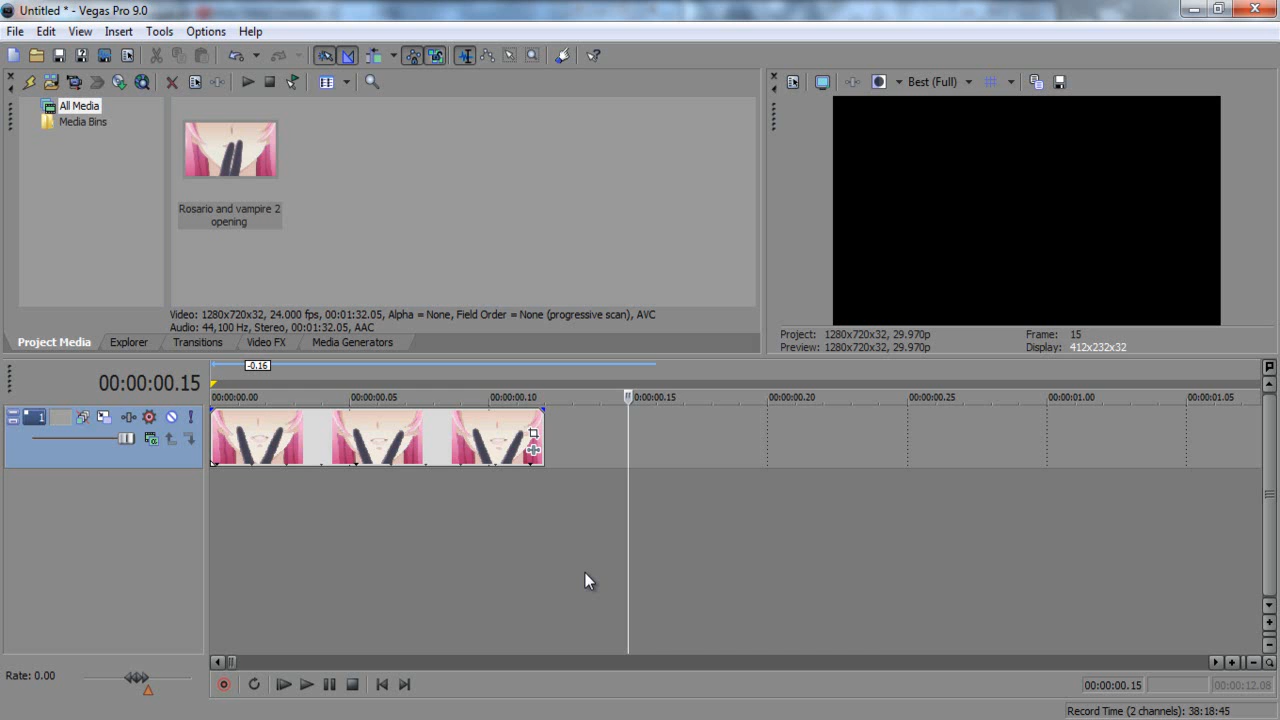 Untitled * - Vegas Pro 9.0
File Edit View Insert Tools Options Help
Best (Full)
All Media
Media Bins
Rosario and vampire 2
opening
Video: 1280x720x32, 24.000 fps, 00:01:32.05, Alpha = None, Field Order = None (progressive scan), AVC
Audio: 44,100 Hz, Stereo, 00:01:32.05, AAC
Project Media Explorer Transitions Video FX Media Generators
Project: 1280x720x32, 29.970p Frame: 15
Preview: 1280x720x32, 29.970p Display: 412x232x32
-0.16
00:00:00.15
00:00:00.00 00:00:00.05 00:00:00.10 00:00:00.15 00:00:00.20 00:00:00.25 00:00:01.00 00:00:01.05
1
Rate: 0.00
00:00:00.15 00:00:12.08
Record Time (2 channels): 38:18:45